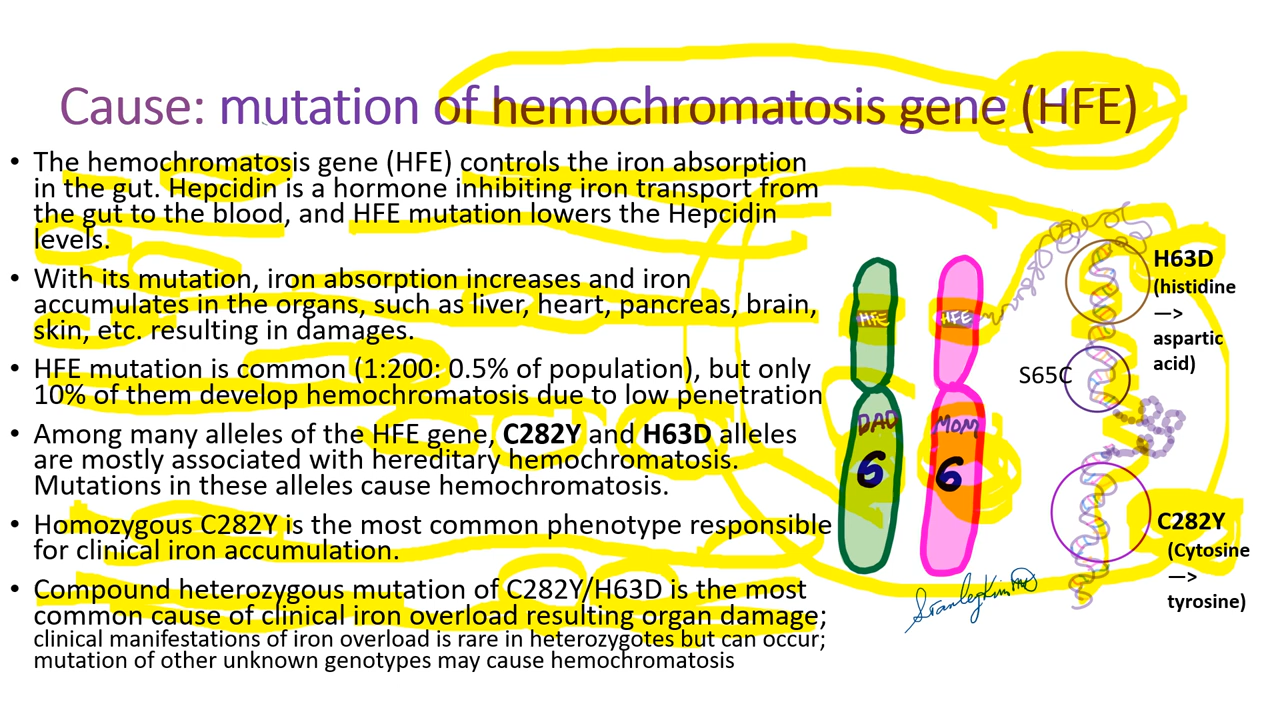 Cause: mutation of hemochromatosis gene (HFE)
• The hemochromatosis gene (HFE) controls the iron absorption
in the gut. Hepcidin is a hormone inhibiting iron transport from
the gut to the blood, and HFE mutation lowers the Hepcidin
levels.
• With its mutation, iron absorption increases and iron
accumulates in the organs, such as liver, heart, pancreas, brain,
skin, etc. resulting in damages.
• HFE mutation is common (1:200: 0.5% of population), but only
10% of them develop hemochromatosis due to low penetration
• Among many alleles of the HFE gene, C282Y and H63D alleles
are mostly associated with hereditary hemochromatosis.
Mutations in these alleles cause hemochromatosis.
• Homozygous C282Y is the most common phenotype responsible
for clinical iron accumulation.
• Compound heterozygous mutation of C282Y/H63D is the most
common cause of clinical iron overload resulting organ damage;
clinical manifestations of iron overload is rare in heterozygotes but can occur;
mutation of other unknown genotypes may cause hemochromatosis
HFE
HFE
DAD
MOM
6
6
H63D
(histidine
—>
aspartic
acid)
S65C
C282Y
(Cytosine
—>
tyrosine)
StanleyKim